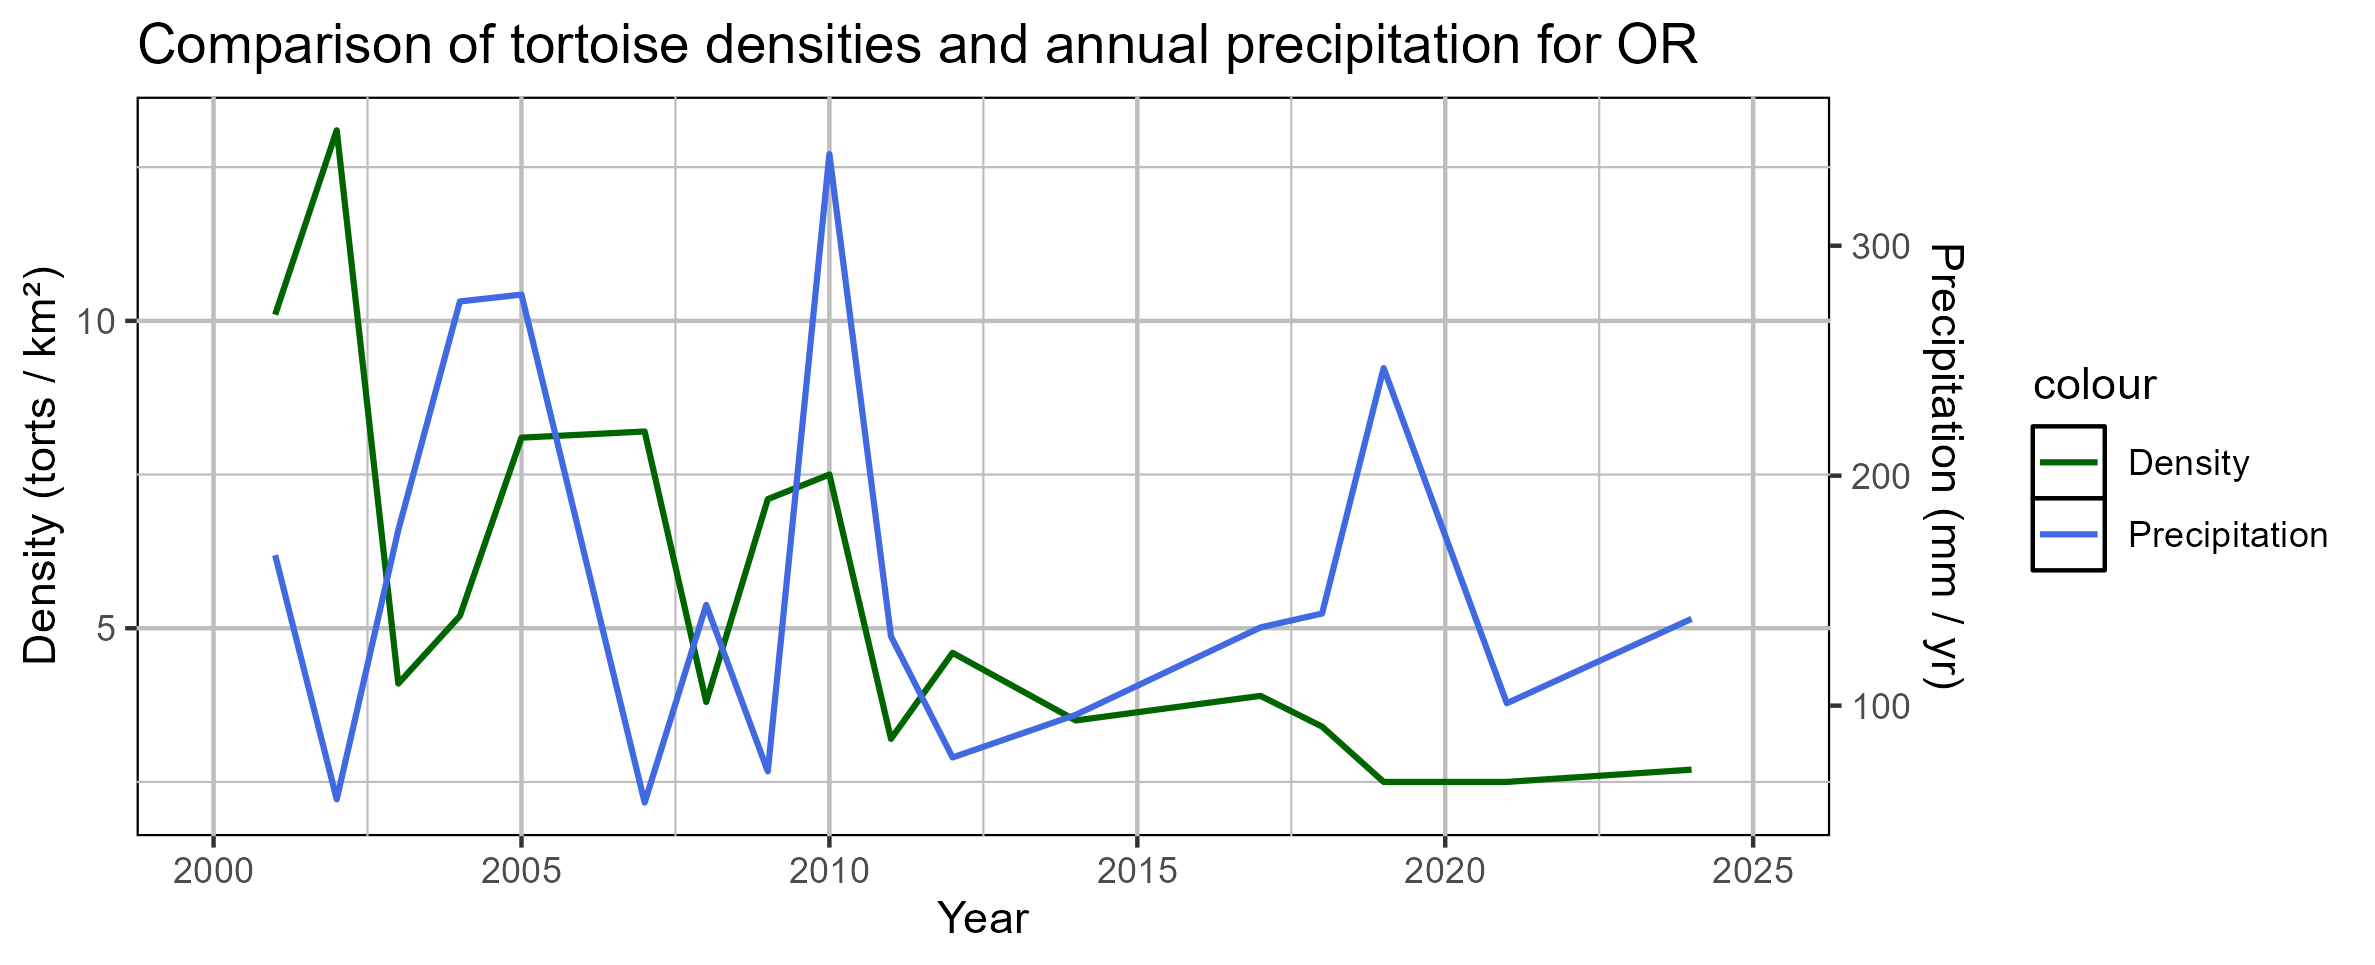 Comparison of tortoise densities and annual precipitation for OR
Density (torts / km²)
10
5
300
200
100
Precipitation (mm / yr)
2000 2005 2010 2015 2020 2025
Year
colour
Density
Precipitation